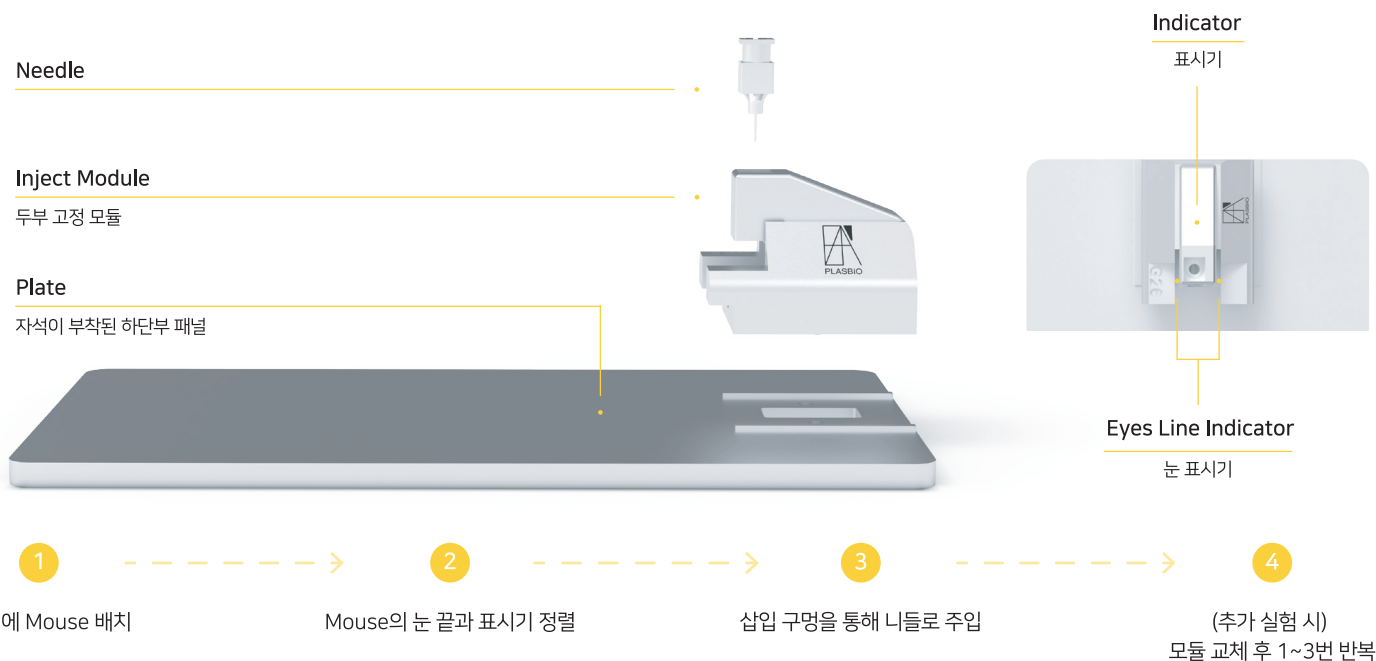 Needle
Inject Module
두부 고정 모듈
Plate
자석이 부착된 하단부 패널
PLASBIO
Indicator
표시기
PLASBIO
G26
Eyes Line Indicator
눈 표시기
1
에 Mouse 배치
2
Mouse의 눈 끝과 표시기 정렬
3
삽입 구멍을 통해 니들로 주입
4
(추가 실험 시)
모듈 교체 후 1~3번 반복